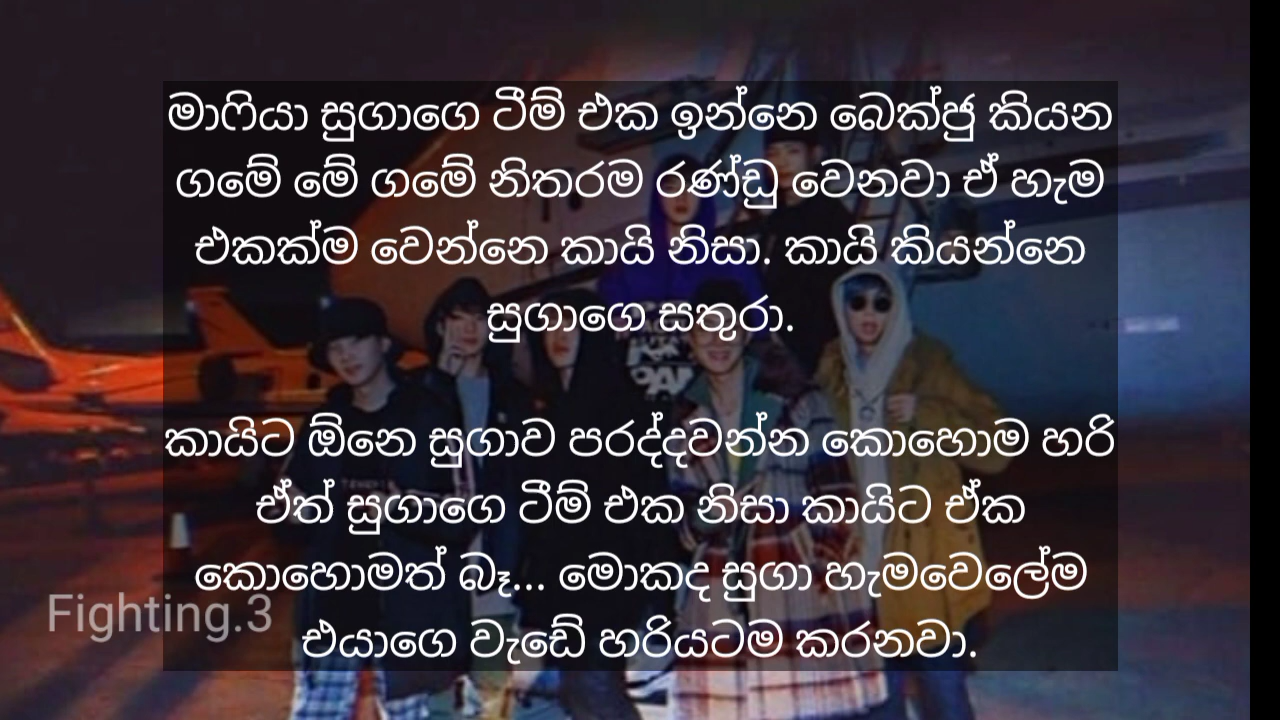 මාෆියා සුගාගෙ ටීම් එක ඉන්නෙ බෙක්ජු කියන
ගමේ මේ ගමේ නිතරම රණ්ඩු වෙනවා ඒ හැම
එකක්ම වෙන්නෙ කායි නිසා. කායි කියන්නෙ
සුගාගෙ සතුරා.
කායිට ඕනෙ සුගාව පරද්දවන්න කොහොම හරි
ඒත් සුගාගෙ ටීම් එක නිසා කායිට ඒක
කොහොමත් බෑ... මොකද සුගා හැමවෙලේම
එයාගෙ වැඩේ හරියටම කරනවා.
Fighting.3